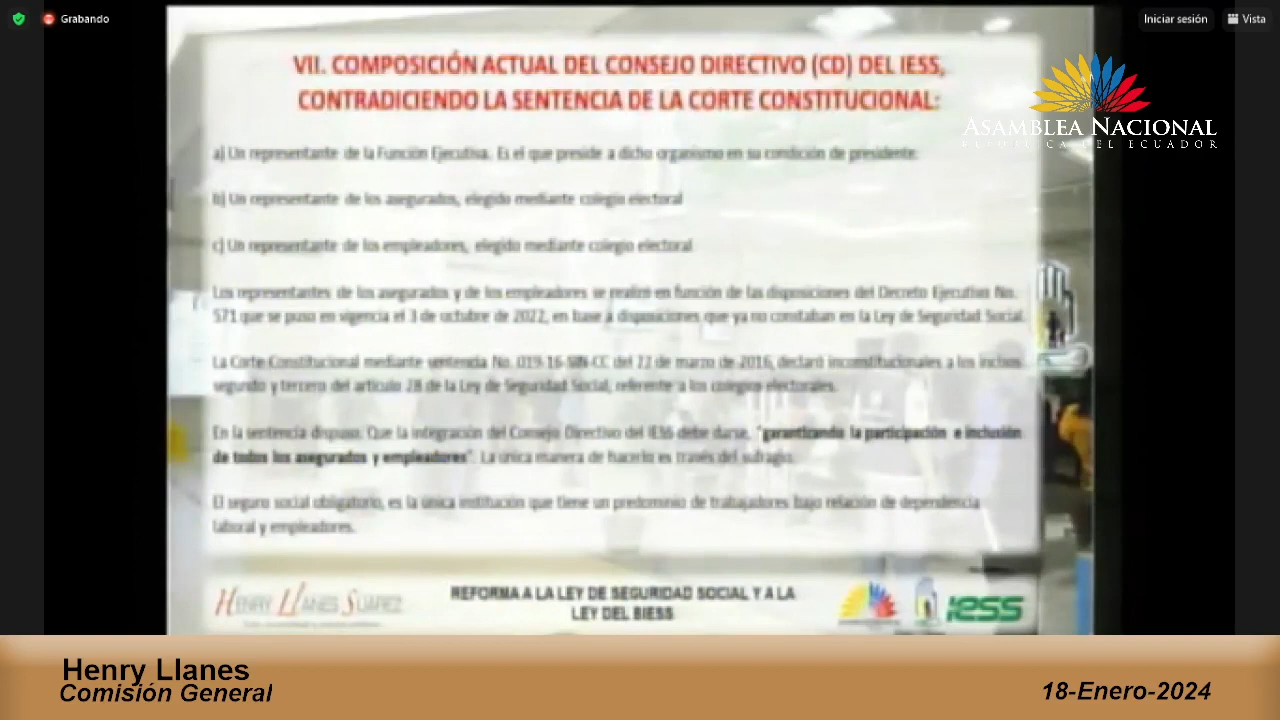 Grabando
Iniciar sesión
Vista
VII. COMPOSICIÓN ACTUAL DEL CONSEJO DIRECTIVO (CD) DEL IESS,
CONTRADICIENDO LA SENTENCIA DE LA CORTE CONSTITUCIONAL:
ASAMBLEA NACIONAL
REPÚBLICA DEL ECUADOR
a) Un representante de la Función Ejecutiva. Es el que preside a dicho organismo en su condición de presidente.
b) Un representante de los asegurados, elegido mediante colegio electoral
c) Un representante de los empleadores, elegido mediante colegio electoral
Los representantes de los asegurados y de los empleadores se realizó en función de las disposiciones del Decreto Ejecutivo No.
571 que se puso en vigencia el 3 de octubre de 2022, en base a disposiciones que ya no constaban en la Ley de Seguridad Social.
La Corte Constitucional mediante sentencia No. 019-16-SIN-CC del 22 de marzo de 2016, declaró inconstitucionales a los incisos
segundo y tercero del artículo 28 de la Ley de Seguridad Social, referente a los colegios electorales.
En la sentencia dispuso. Que la integración del Consejo Directivo del IESS debe darse, "garantizando la participación e inclusión
de todos los asegurados y empleadores". La única manera de hacerlo es través del sufragio.
El seguro social obligatorio, es la única institución que tiene un predominio de trabajadores bajo relación de dependencia
laboral y empleadores.
HENRY LLANES SUÁREZ
REFORMA A LA LEY DE SEGURIDAD SOCIAL Y A LA
LEY DEL BIESS
IESS
Henry Llanes
Comisión General
18-Enero-2024